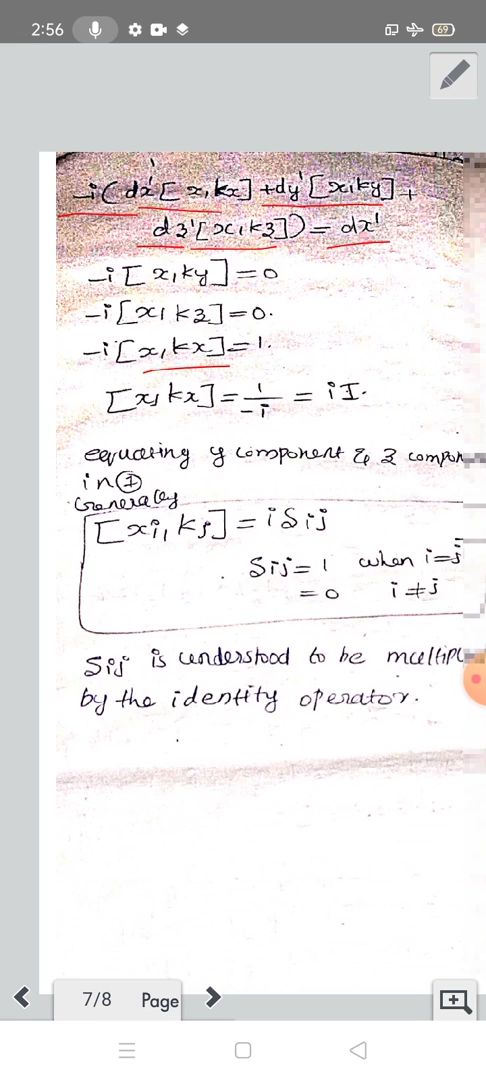 2:56
69
-i(dx'[x,kx]+dy'[x,ky]+
dz'[x,kz])=dx'
-i[x,ky]=0
-i[x,kz]=0.
-i[x,kx]=1.
[x,kx]=1/-i = iI.
equating y component & z compon
in ①
Generally
[xi,kj]=iδij
δij=1 when i=j
=0 i≠j
δij is understood to be multipl
by the identity operator.
7/8 Page